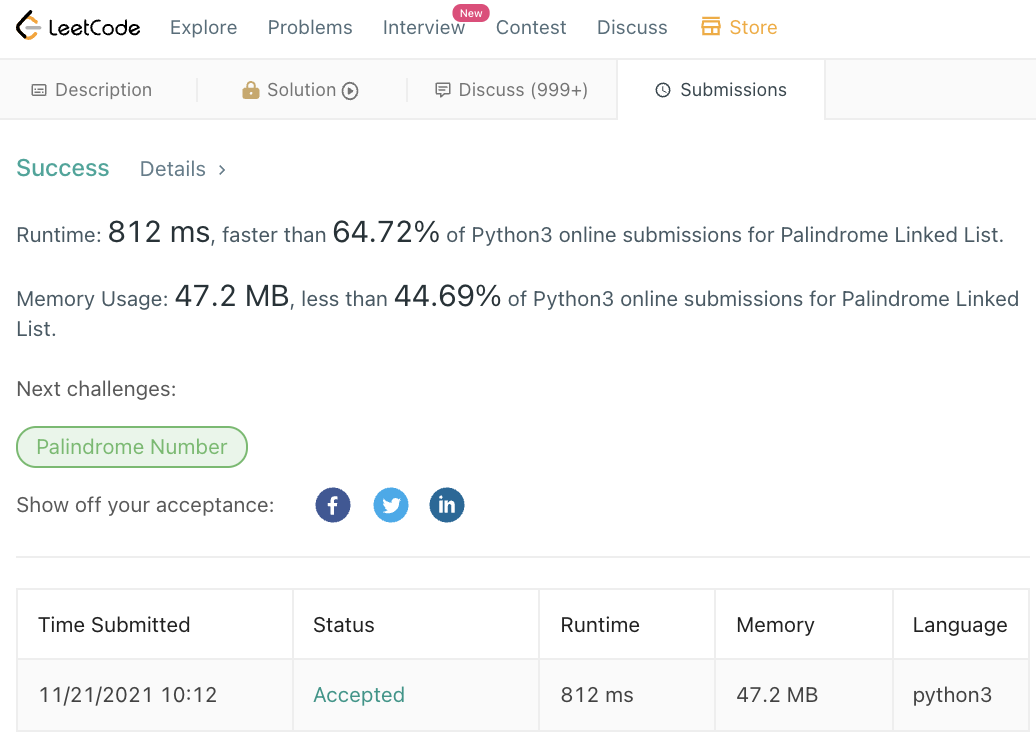 LeetCode Explore Problems Interview New Contest Discuss Store
Description Solution Discuss (999+) Submissions
Success Details >
Runtime: 812 ms, faster than 64.72% of Python3 online submissions for Palindrome Linked List.
Memory Usage: 47.2 MB, less than 44.69% of Python3 online submissions for Palindrome Linked
List.
Next challenges:
Palindrome Number
Show off your acceptance: f in
Time Submitted Status Runtime Memory Language
11/21/2021 10:12 Accepted 812 ms 47.2 MB python3